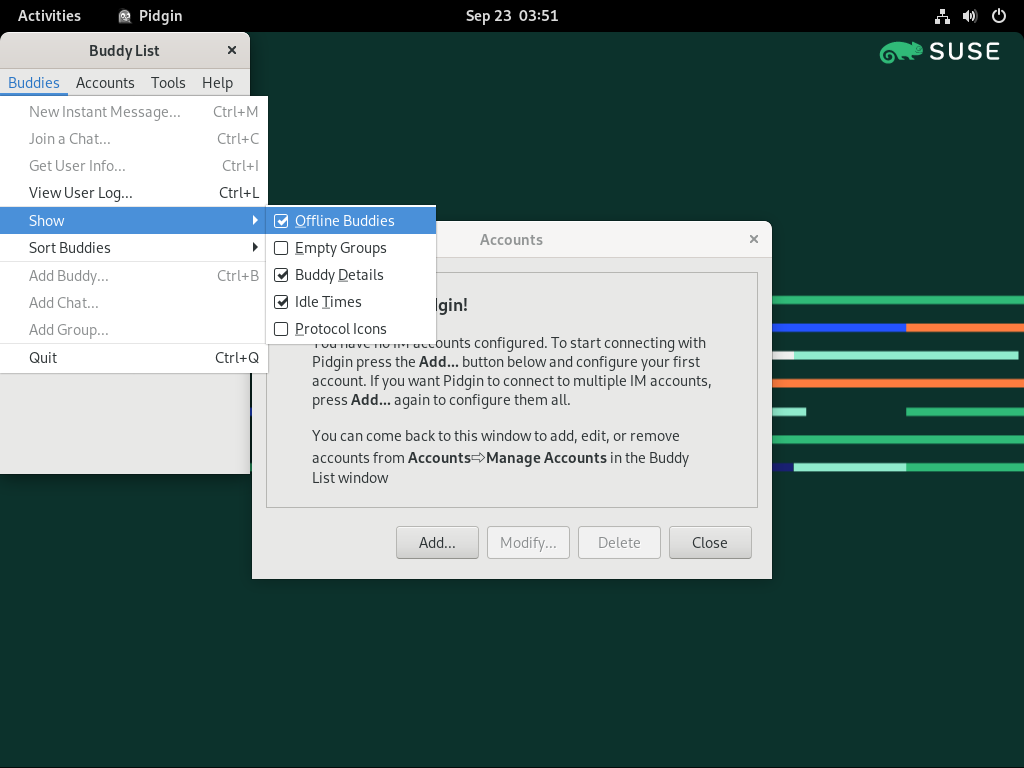 Activities Pidgin Sep 23 03:51
SUSE
Buddy List
Buddies Accounts Tools Help
New Instant Message... Ctrl+M
Join a Chat... Ctrl+C
Get User Info... Ctrl+I
View User Log... Ctrl+L
Show
Sort Buddies
Add Buddy... Ctrl+B
Add Chat...
Add Group...
Quit Ctrl+Q
Offline Buddies
Empty Groups
Buddy Details
Idle Times
Protocol Icons
Accounts
You have no IM accounts configured. To start connecting with
Pidgin press the Add... button below and configure your first
account. If you want Pidgin to connect to multiple IM accounts,
press Add... again to configure them all.
You can come back to this window to add, edit, or remove
accounts from Accounts⇨Manage Accounts in the Buddy
List window
Add... Modify... Delete Close